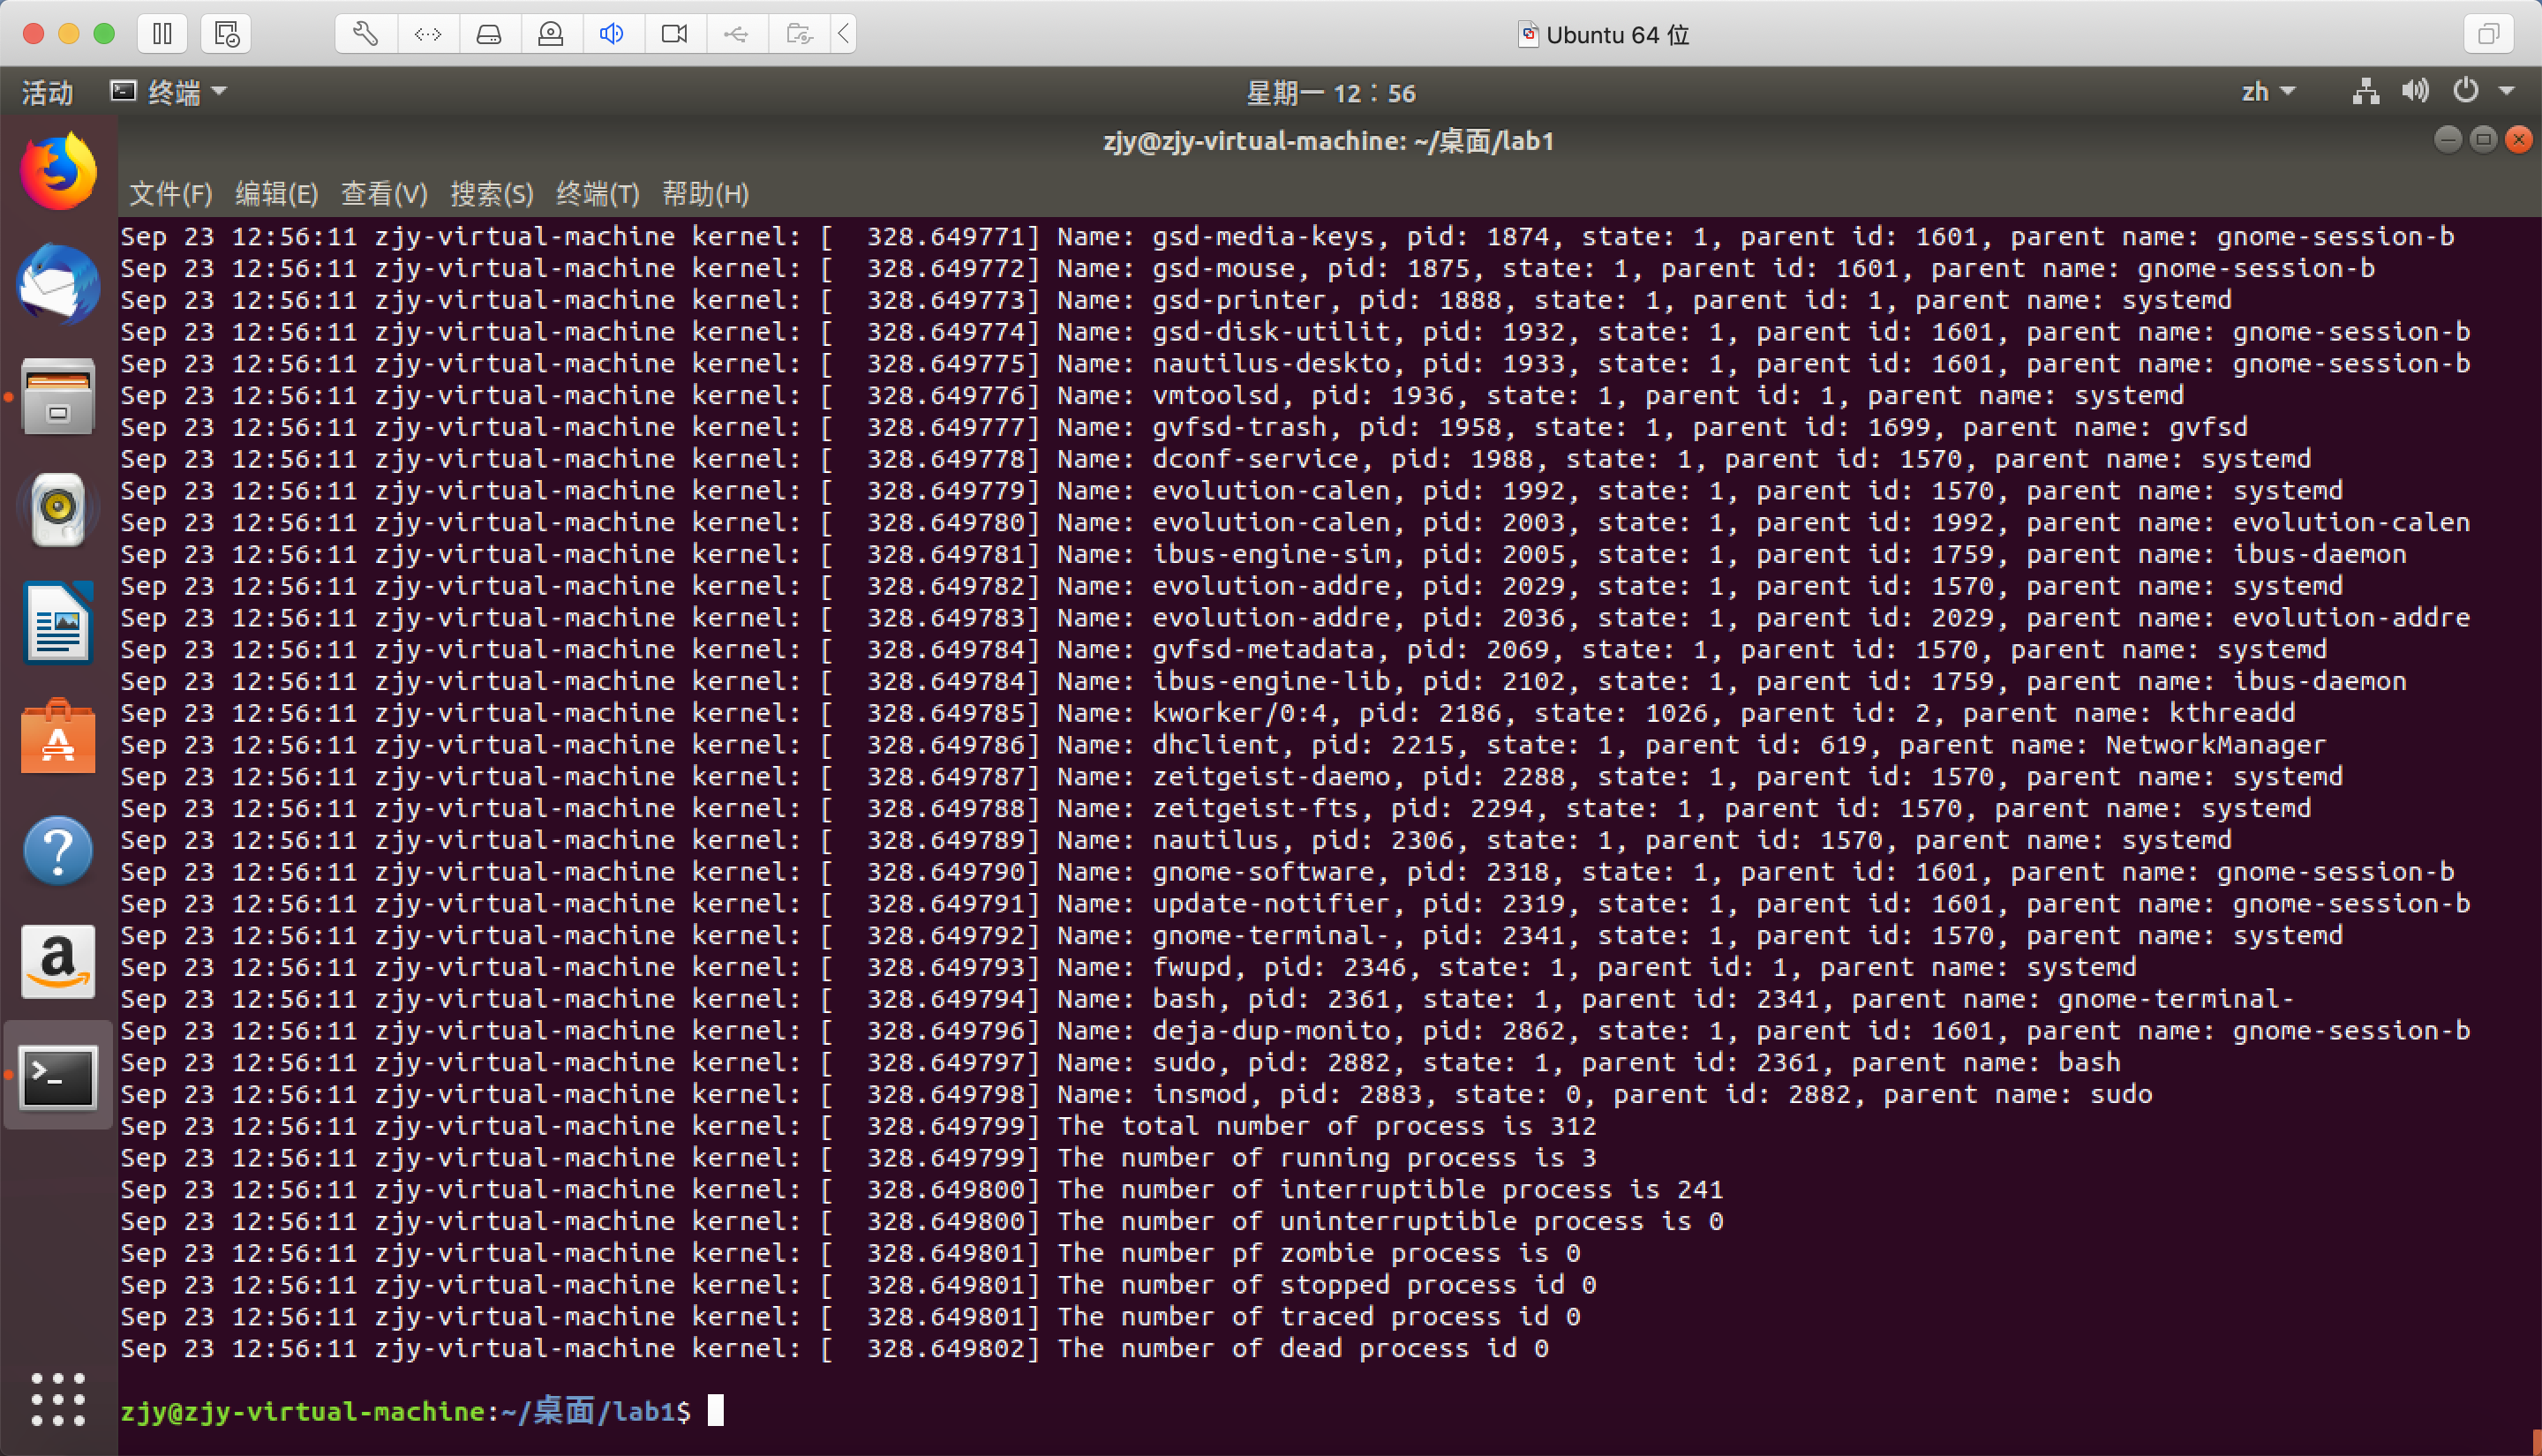 Ubuntu 64 位
活动 终端 星期一 12：56 zh
zjy@zjy-virtual-machine: ~/桌面/lab1
文件(F) 编辑(E) 查看(V) 搜索(S) 终端(T) 帮助(H)
Sep 23 12:56:11 zjy-virtual-machine kernel: [  328.649771] Name: gsd-media-keys, pid: 1874, state: 1, parent id: 1601, parent name: gnome-session-b
Sep 23 12:56:11 zjy-virtual-machine kernel: [  328.649772] Name: gsd-mouse, pid: 1875, state: 1, parent id: 1601, parent name: gnome-session-b
Sep 23 12:56:11 zjy-virtual-machine kernel: [  328.649773] Name: gsd-printer, pid: 1888, state: 1, parent id: 1, parent name: systemd
Sep 23 12:56:11 zjy-virtual-machine kernel: [  328.649774] Name: gsd-disk-utilit, pid: 1932, state: 1, parent id: 1601, parent name: gnome-session-b
Sep 23 12:56:11 zjy-virtual-machine kernel: [  328.649775] Name: nautilus-deskto, pid: 1933, state: 1, parent id: 1601, parent name: gnome-session-b
Sep 23 12:56:11 zjy-virtual-machine kernel: [  328.649776] Name: vmtoolsd, pid: 1936, state: 1, parent id: 1, parent name: systemd
Sep 23 12:56:11 zjy-virtual-machine kernel: [  328.649777] Name: gvfsd-trash, pid: 1958, state: 1, parent id: 1699, parent name: gvfsd
Sep 23 12:56:11 zjy-virtual-machine kernel: [  328.649778] Name: dconf-service, pid: 1988, state: 1, parent id: 1570, parent name: systemd
Sep 23 12:56:11 zjy-virtual-machine kernel: [  328.649779] Name: evolution-calen, pid: 1992, state: 1, parent id: 1570, parent name: systemd
Sep 23 12:56:11 zjy-virtual-machine kernel: [  328.649780] Name: evolution-calen, pid: 2003, state: 1, parent id: 1992, parent name: evolution-calen
Sep 23 12:56:11 zjy-virtual-machine kernel: [  328.649781] Name: ibus-engine-sim, pid: 2005, state: 1, parent id: 1759, parent name: ibus-daemon
Sep 23 12:56:11 zjy-virtual-machine kernel: [  328.649782] Name: evolution-addre, pid: 2029, state: 1, parent id: 1570, parent name: systemd
Sep 23 12:56:11 zjy-virtual-machine kernel: [  328.649783] Name: evolution-addre, pid: 2036, state: 1, parent id: 2029, parent name: evolution-addre
Sep 23 12:56:11 zjy-virtual-machine kernel: [  328.649784] Name: gvfsd-metadata, pid: 2069, state: 1, parent id: 1570, parent name: systemd
Sep 23 12:56:11 zjy-virtual-machine kernel: [  328.649784] Name: ibus-engine-lib, pid: 2102, state: 1, parent id: 1759, parent name: ibus-daemon
Sep 23 12:56:11 zjy-virtual-machine kernel: [  328.649785] Name: kworker/0:4, pid: 2186, state: 1026, parent id: 2, parent name: kthreadd
Sep 23 12:56:11 zjy-virtual-machine kernel: [  328.649786] Name: dhclient, pid: 2215, state: 1, parent id: 619, parent name: NetworkManager
Sep 23 12:56:11 zjy-virtual-machine kernel: [  328.649787] Name: zeitgeist-daemo, pid: 2288, state: 1, parent id: 1570, parent name: systemd
Sep 23 12:56:11 zjy-virtual-machine kernel: [  328.649788] Name: zeitgeist-fts, pid: 2294, state: 1, parent id: 1570, parent name: systemd
Sep 23 12:56:11 zjy-virtual-machine kernel: [  328.649789] Name: nautilus, pid: 2306, state: 1, parent id: 1570, parent name: systemd
Sep 23 12:56:11 zjy-virtual-machine kernel: [  328.649790] Name: gnome-software, pid: 2318, state: 1, parent id: 1601, parent name: gnome-session-b
Sep 23 12:56:11 zjy-virtual-machine kernel: [  328.649791] Name: update-notifier, pid: 2319, state: 1, parent id: 1601, parent name: gnome-session-b
Sep 23 12:56:11 zjy-virtual-machine kernel: [  328.649792] Name: gnome-terminal-, pid: 2341, state: 1, parent id: 1570, parent name: systemd
Sep 23 12:56:11 zjy-virtual-machine kernel: [  328.649793] Name: fwupd, pid: 2346, state: 1, parent id: 1, parent name: systemd
Sep 23 12:56:11 zjy-virtual-machine kernel: [  328.649794] Name: bash, pid: 2361, state: 1, parent id: 2341, parent name: gnome-terminal-
Sep 23 12:56:11 zjy-virtual-machine kernel: [  328.649796] Name: deja-dup-monito, pid: 2862, state: 1, parent id: 1601, parent name: gnome-session-b
Sep 23 12:56:11 zjy-virtual-machine kernel: [  328.649797] Name: sudo, pid: 2882, state: 1, parent id: 2361, parent name: bash
Sep 23 12:56:11 zjy-virtual-machine kernel: [  328.649798] Name: insmod, pid: 2883, state: 0, parent id: 2882, parent name: sudo
Sep 23 12:56:11 zjy-virtual-machine kernel: [  328.649799] The total number of process is 312
Sep 23 12:56:11 zjy-virtual-machine kernel: [  328.649799] The number of running process is 3
Sep 23 12:56:11 zjy-virtual-machine kernel: [  328.649800] The number of interruptible process is 241
Sep 23 12:56:11 zjy-virtual-machine kernel: [  328.649800] The number of uninterruptible process is 0
Sep 23 12:56:11 zjy-virtual-machine kernel: [  328.649801] The number pf zombie process is 0
Sep 23 12:56:11 zjy-virtual-machine kernel: [  328.649801] The number of stopped process id 0
Sep 23 12:56:11 zjy-virtual-machine kernel: [  328.649801] The number of traced process id 0
Sep 23 12:56:11 zjy-virtual-machine kernel: [  328.649802] The number of dead process id 0
zjy@zjy-virtual-machine:~/桌面/lab1$